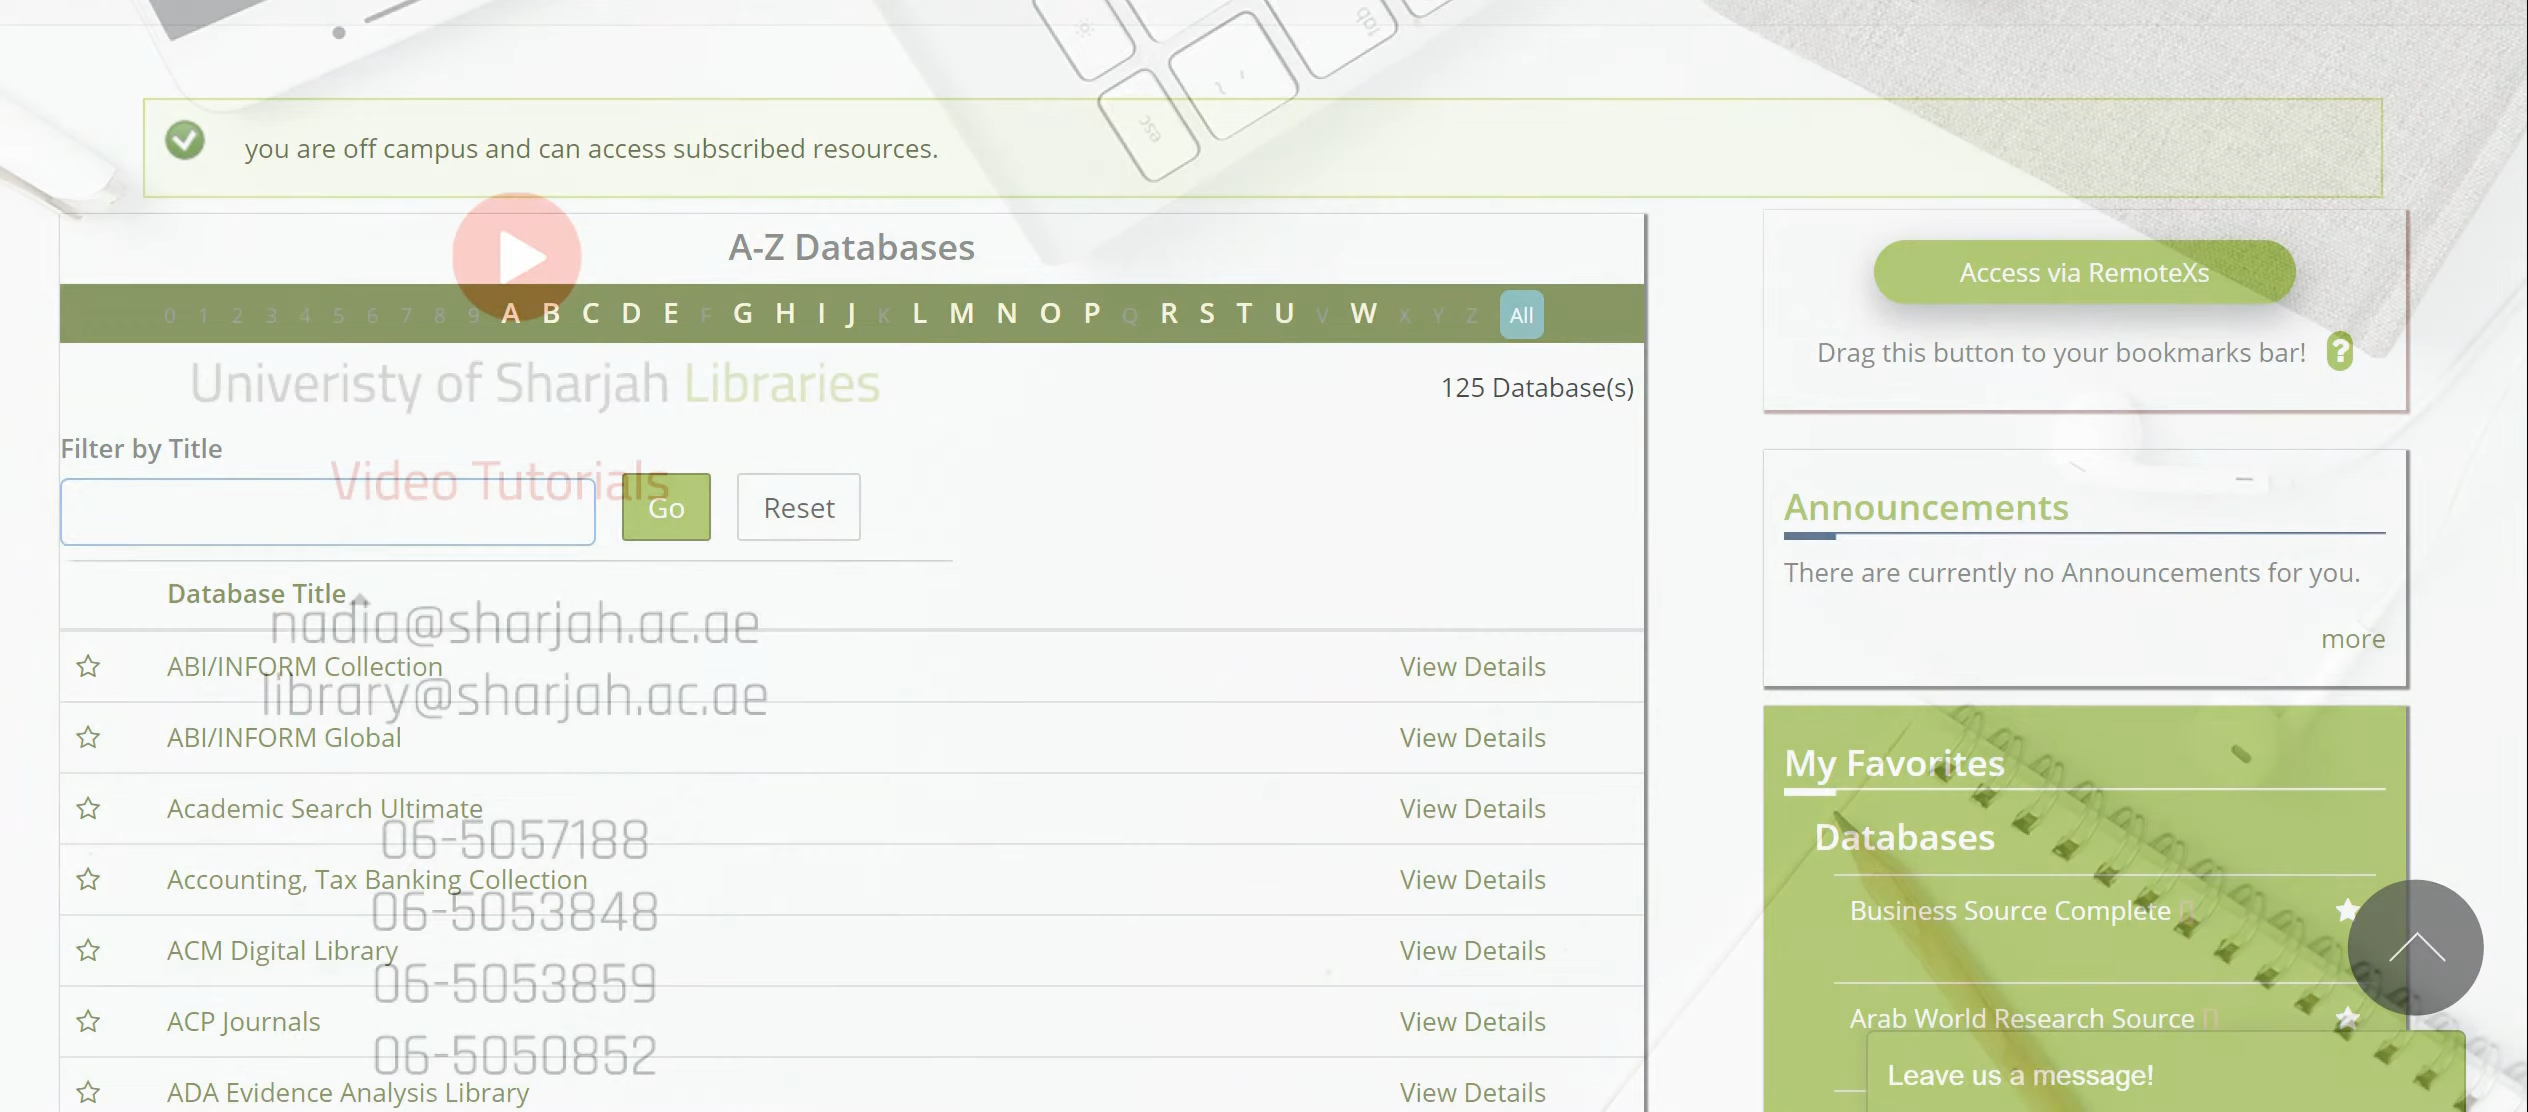 tab
esc
you are off campus and can access subscribed resources.
A-Z Databases
0 1 2 3 4 5 6 7 8 9 A B C D E F G H I J K L M N O P Q R S T U V W X Y Z All
Univeristy of Sharjah Libraries
125 Database(s)
Filter by Title
Video Tutorials
Go Reset
Database Title
nadia@sharjah.ac.ae
ABI/INFORM Collection View Details
library@sharjah.ac.ae
ABI/INFORM Global View Details
Academic Search Ultimate View Details
06-5057188
Accounting, Tax Banking Collection View Details
06-5053848
ACM Digital Library View Details
06-5053859
ACP Journals View Details
06-5050852
ADA Evidence Analysis Library View Details
Access via RemoteXs
Drag this button to your bookmarks bar! ?
Announcements
There are currently no Announcements for you.
more
My Favorites
Databases
Business Source Complete
Arab World Research Source
Leave us a message!